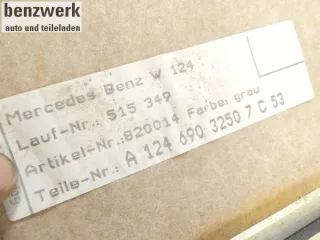 benzwerk
auto und teileladen
Mercedes Benz W 124
Lauf-Nr.: 515 349
Artikel-Nr.:820014 Farbe: grau
Teile-Nr.: A 124 690 3250 7 C 53